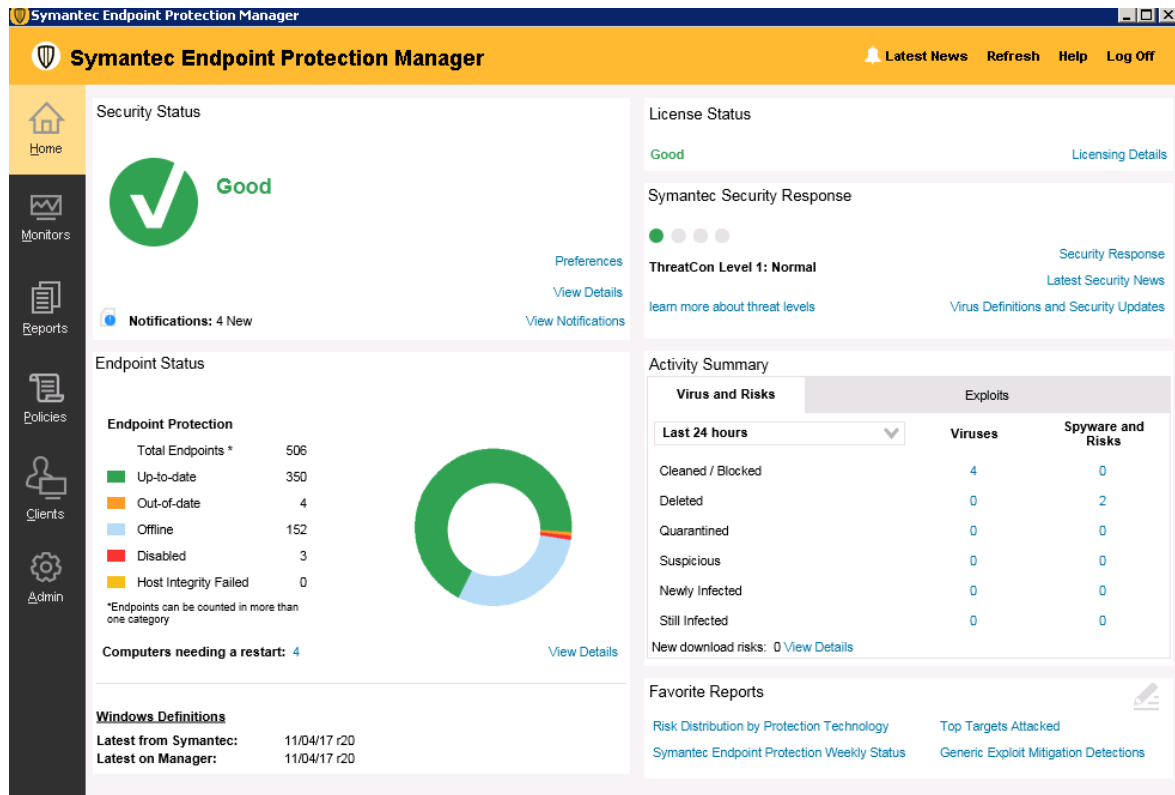 Symantec Endpoint Protection Manager
Symantec Endpoint Protection Manager
Latest News Refresh Help Log Off
Home
Monitors
Reports
Policies
Clients
Admin
Security Status
Good
Preferences
View Details
Notifications: 4 New View Notifications
Endpoint Status
Endpoint Protection
Total Endpoints * 506
Up-to-date 350
Out-of-date 4
Offline 152
Disabled 3
Host Integrity Failed 0
*Endpoints can be counted in more than
one category
Computers needing a restart: 4 View Details
Windows Definitions
Latest from Symantec: 11/04/17 r20
Latest on Manager: 11/04/17 r20
License Status
Good Licensing Details
Symantec Security Response
Security Response
ThreatCon Level 1: Normal
Latest Security News
learn more about threat levels Virus Definitions and Security Updates
Activity Summary
Virus and Risks Exploits
Last 24 hours Viruses Spyware and
Risks
Cleaned / Blocked 4 0
Deleted 0 2
Quarantined 0 0
Suspicious 0 0
Newly Infected 0 0
Still Infected 0 0
New download risks: 0 View Details
Favorite Reports
Risk Distribution by Protection Technology Top Targets Attacked
Symantec Endpoint Protection Weekly Status Generic Exploit Mitigation Detections